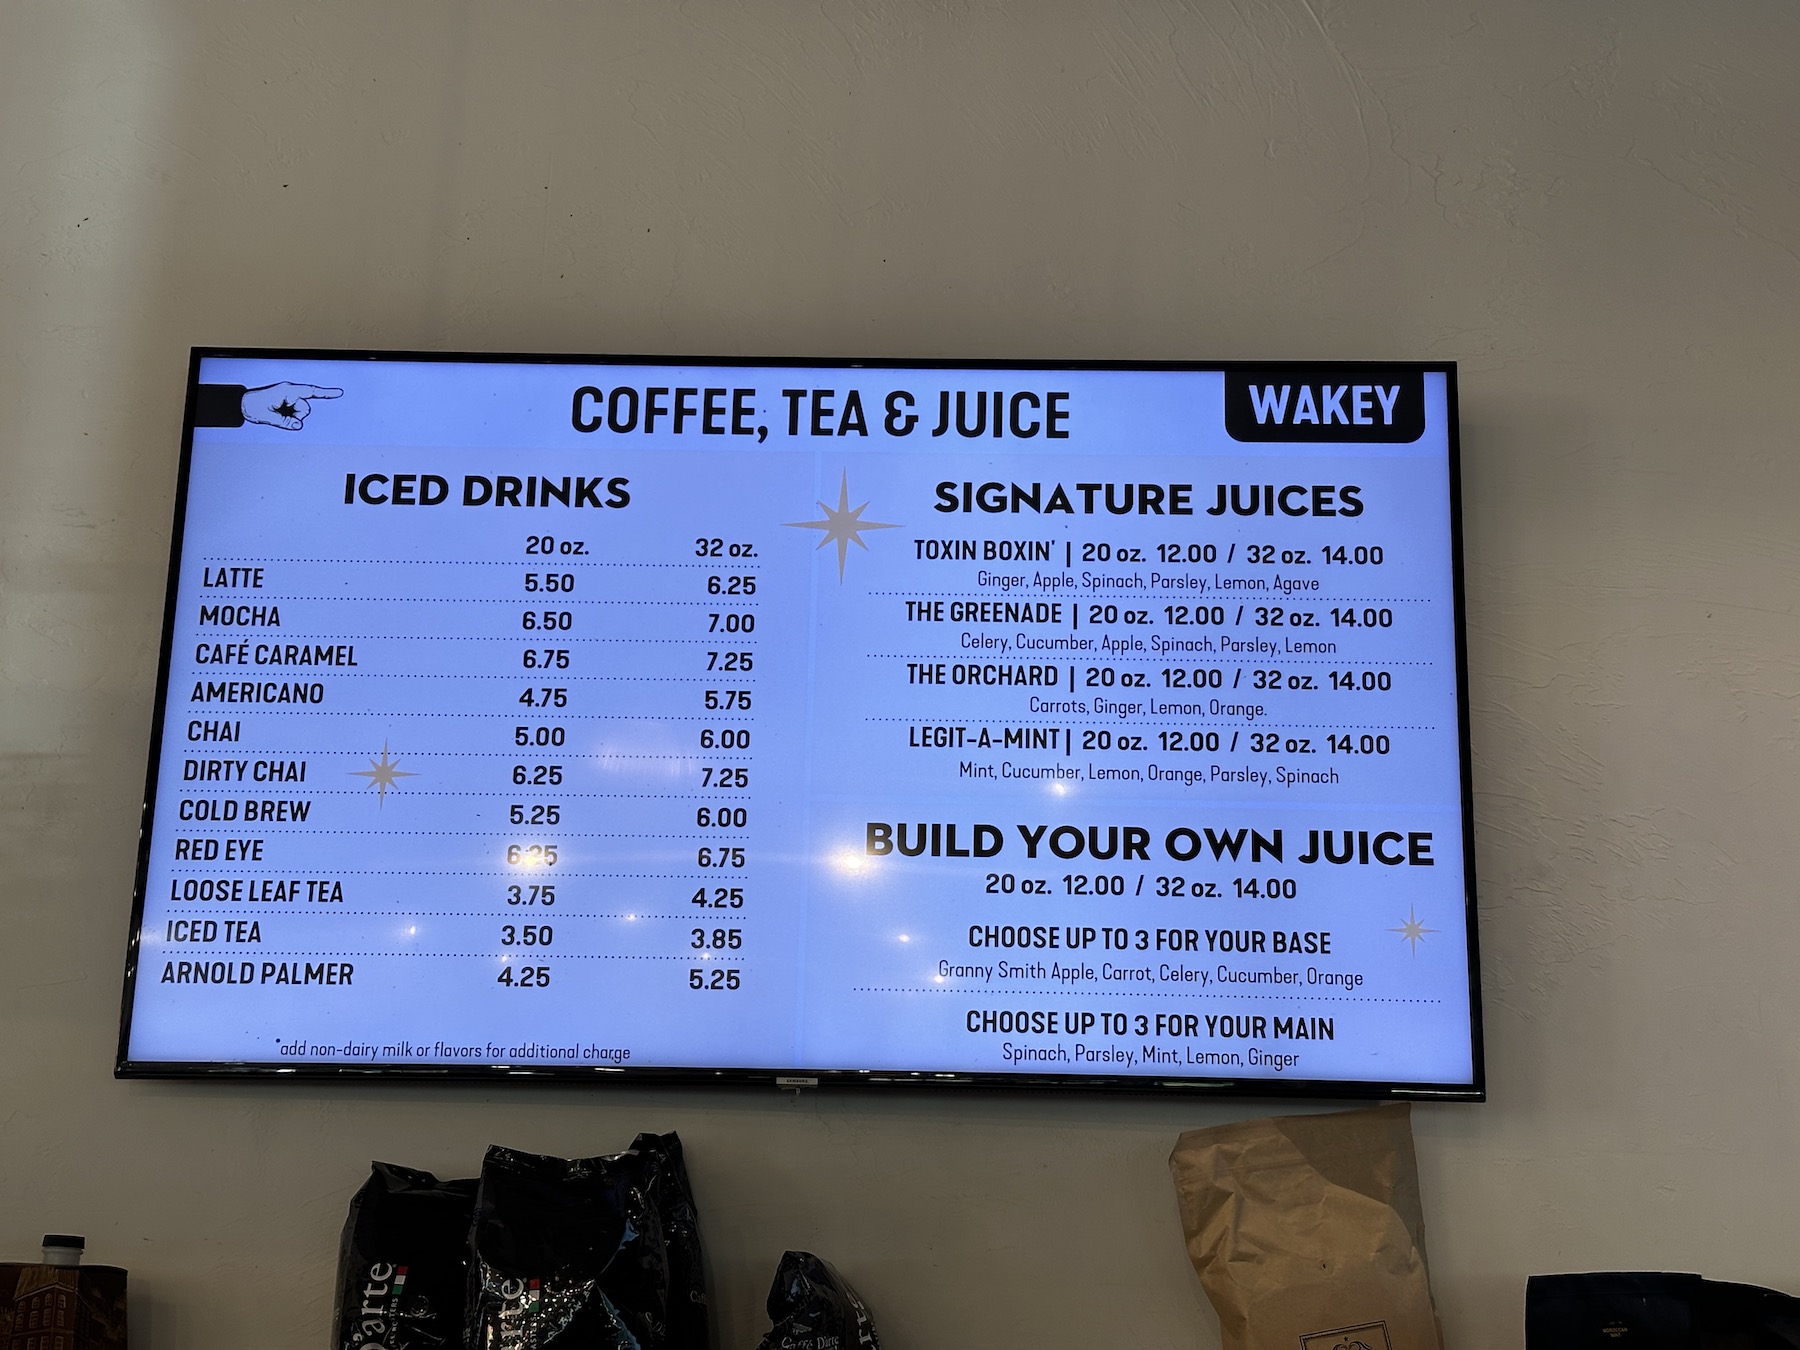 COFFEE, TEA & JUICE
WAKEY
ICED DRINKS
20 oz. 32 oz.
LATTE 5.50 6.25
MOCHA 6.50 7.00
CAFÉ CARAMEL 6.75 7.25
AMERICANO 4.75 5.75
CHAI 5.00 6.00
DIRTY CHAI 6.25 7.25
COLD BREW 5.25 6.00
RED EYE 6.25 6.75
LOOSE LEAF TEA 3.75 4.25
ICED TEA 3.50 3.85
ARNOLD PALMER 4.25 5.25
*add non-dairy milk or flavors for additional charge
SIGNATURE JUICES
TOXIN BOXIN' | 20 oz. 12.00 / 32 oz. 14.00
Ginger, Apple, Spinach, Parsley, Lemon, Agave
THE GREENADE | 20 oz. 12.00 / 32 oz. 14.00
Celery, Cucumber, Apple, Spinach, Parsley, Lemon
THE ORCHARD | 20 oz. 12.00 / 32 oz. 14.00
Carrots, Ginger, Lemon, Orange.
LEGIT-A-MINT | 20 oz. 12.00 / 32 oz. 14.00
Mint, Cucumber, Lemon, Orange, Parsley, Spinach
BUILD YOUR OWN JUICE
20 oz. 12.00 / 32 oz. 14.00
CHOOSE UP TO 3 FOR YOUR BASE
Granny Smith Apple, Carrot, Celery, Cucumber, Orange
CHOOSE UP TO 3 FOR YOUR MAIN
Spinach, Parsley, Mint, Lemon, Ginger
D'arte
Caffé D'arte